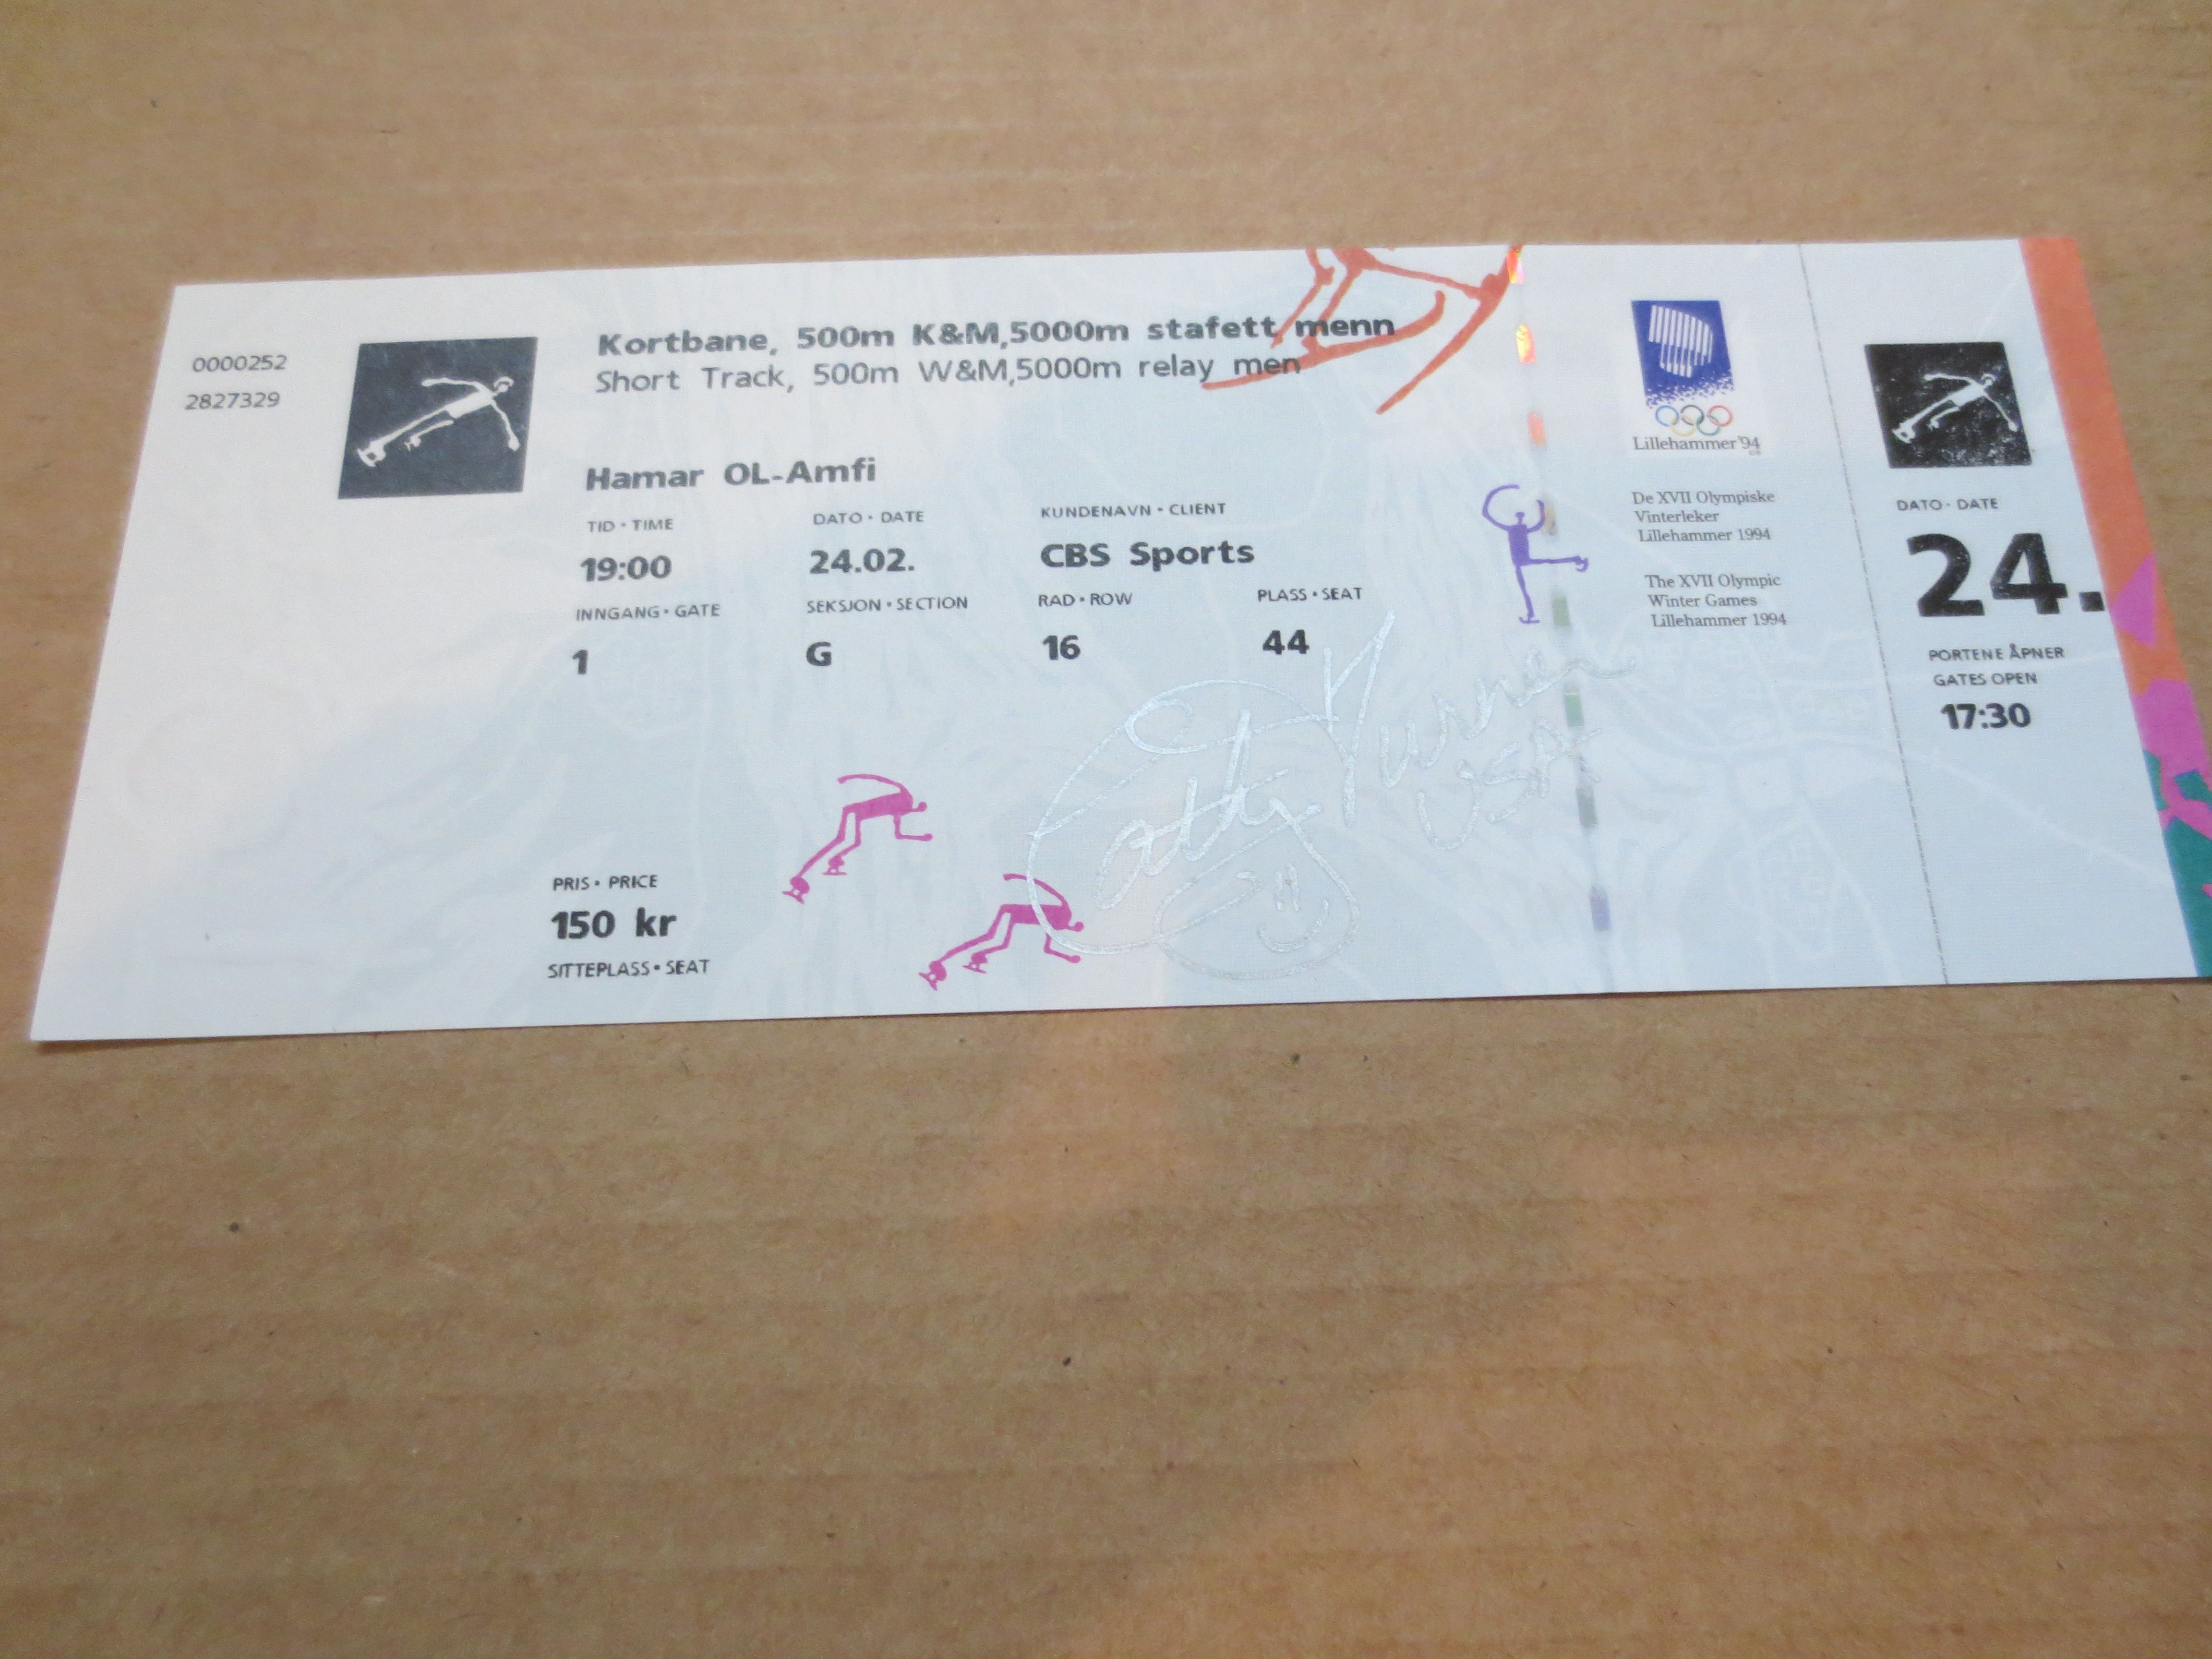 0000252
2827329
Kortbane, 500m K&M,5000m stafett menn
Short Track, 500m W&M,5000m relay men
Hamar OL-Amfi
TID • TIME
DATO • DATE
KUNDENAVN • CLIENT
19:00
24.02.
CBS Sports
INNGANG • GATE
SEKSJON • SECTION
RAD • ROW
PLASS • SEAT
1
G
16
44
Cathy Turner
USA
PRIS • PRICE
150 kr
SITTEPLASS • SEAT
Lillehammer'94
De XVII Olympiske
Vinterleker
Lillehammer 1994
The XVII Olympic
Winter Games
Lillehammer 1994
DATO • DATE
24.
PORTENE ÅPNER
GATES OPEN
17:30